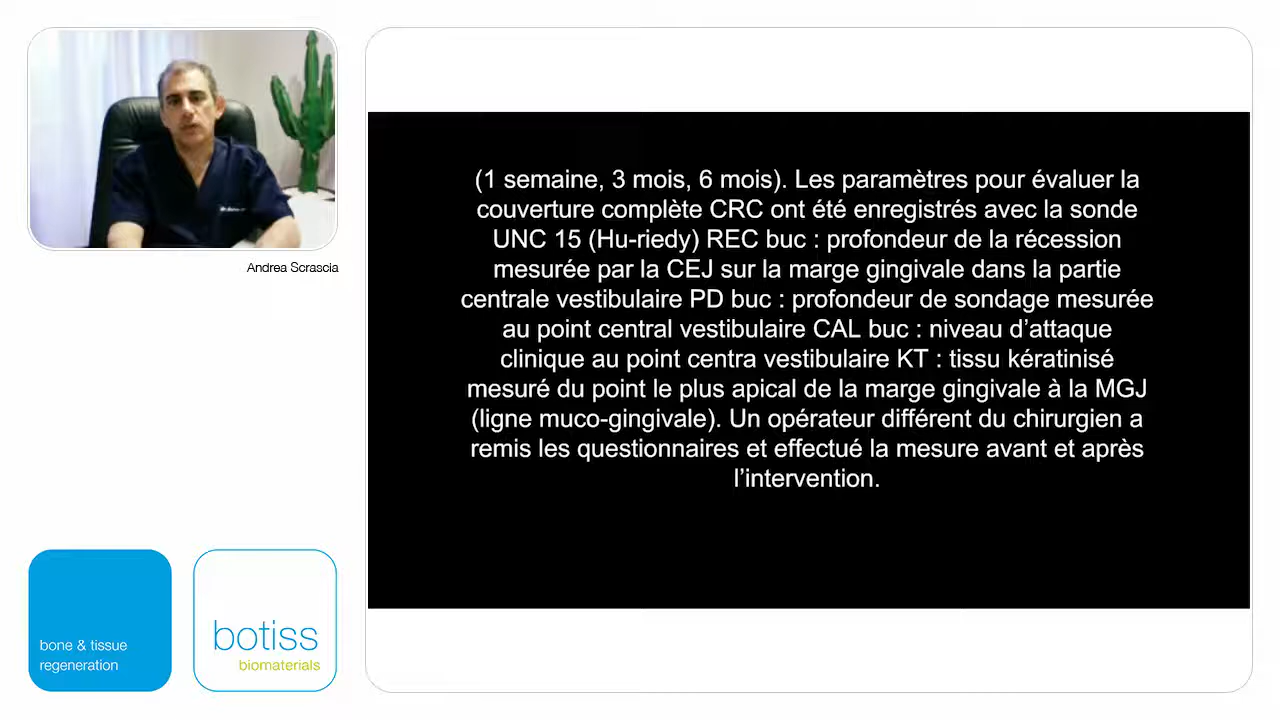 Andrea Scrascia
(1 semaine, 3 mois, 6 mois). Les paramètres pour évaluer la
couverture complète CRC ont été enregistrés avec la sonde
UNC 15 (Hu-riedy) REC buc : profondeur de la récession
mesurée par la CEJ sur la marge gingivale dans la partie
centrale vestibulaire PD buc : profondeur de sondage mesurée
au point central vestibulaire CAL buc : niveau d’attaque
clinique au point centra vestibulaire KT : tissu kératinisé
mesuré du point le plus apical de la marge gingivale à la MGJ
(ligne muco-gingivale). Un opérateur différent du chirurgien a
remis les questionnaires et effectué la mesure avant et après
l’intervention.
bone & tissue
regeneration
botiss
biomaterials